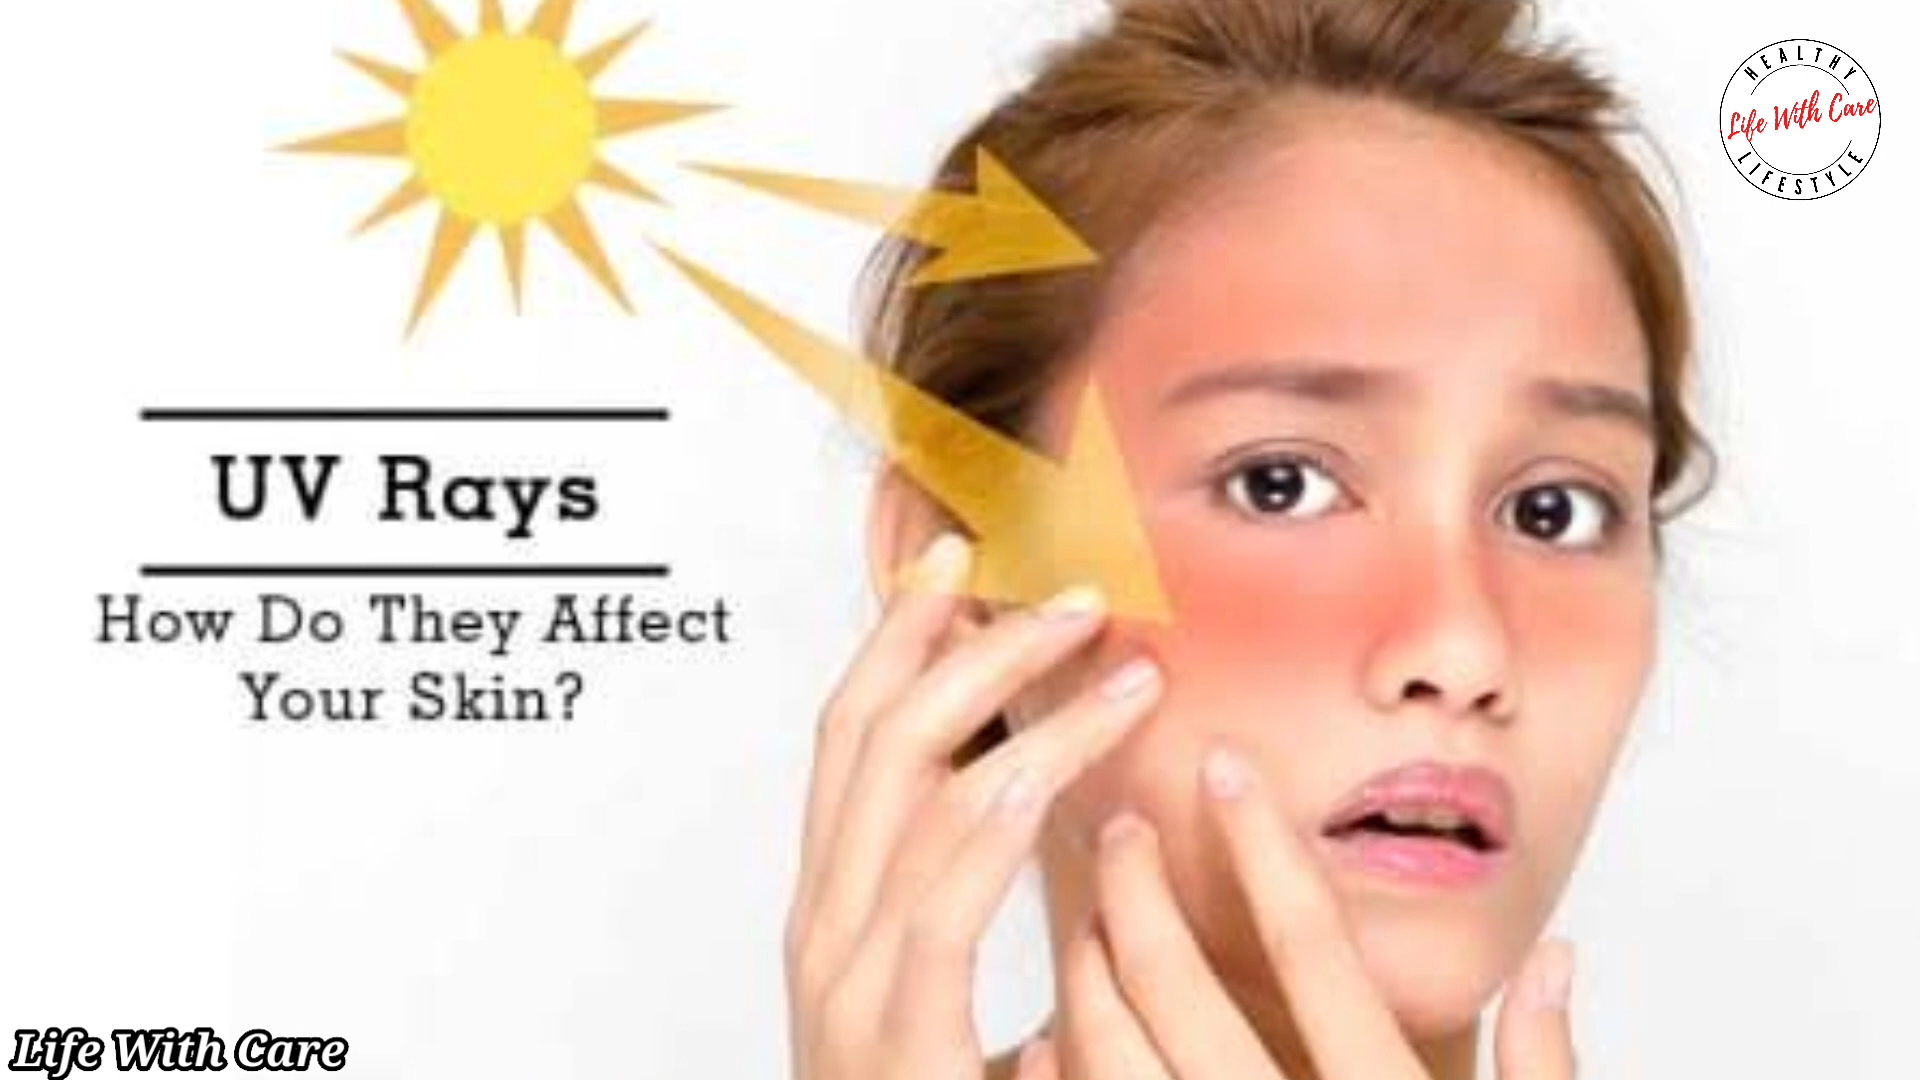 HEALTHY
Life With Care
LIFESTYLE
UV Rays
How Do They Affect
Your Skin?
Life With Care